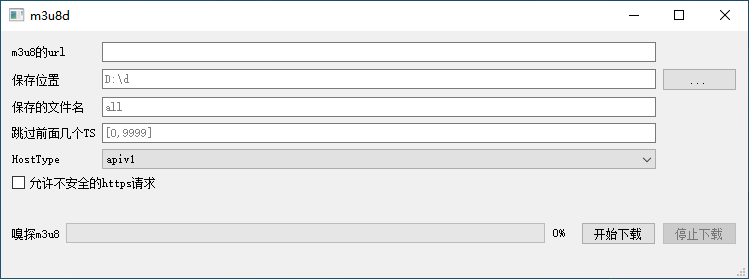 m3u8d
m3u8的url
保存位置 D:\d ...
保存的文件名 all
跳过前面几个TS [0,9999]
HostType apiv1
允许不安全的https请求
嗅探m3u8 0% 开始下载 停止下载